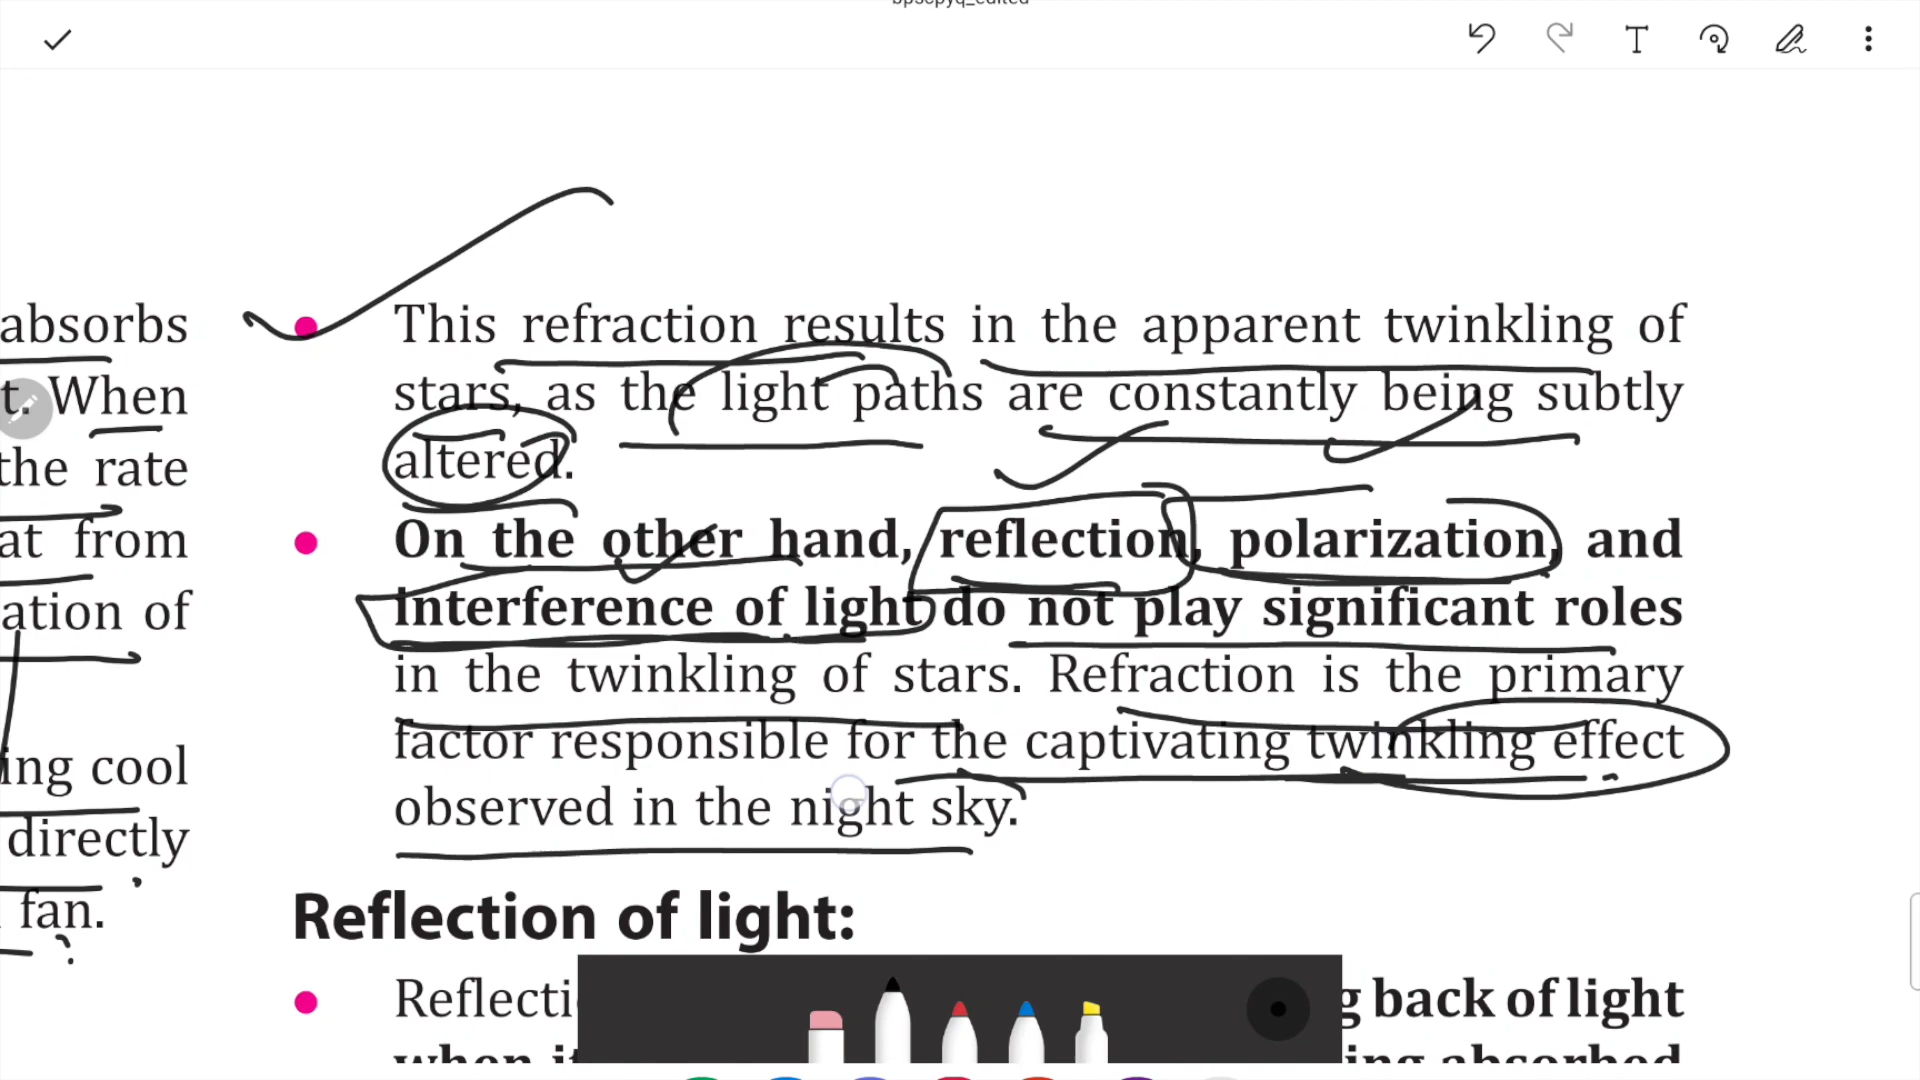 absorbs
t. When
the rate
at from
ation of
ing cool
directly
fan.
This refraction results in the apparent twinkling of
stars, as the light paths are constantly being subtly
altered.
On the other hand, reflection, polarization, and
interference of light do not play significant roles
in the twinkling of stars. Refraction is the primary
factor responsible for the captivating twinkling effect
observed in the night sky.
Reflection of light:
Reflecti
g back of light
when i
ing absorbed